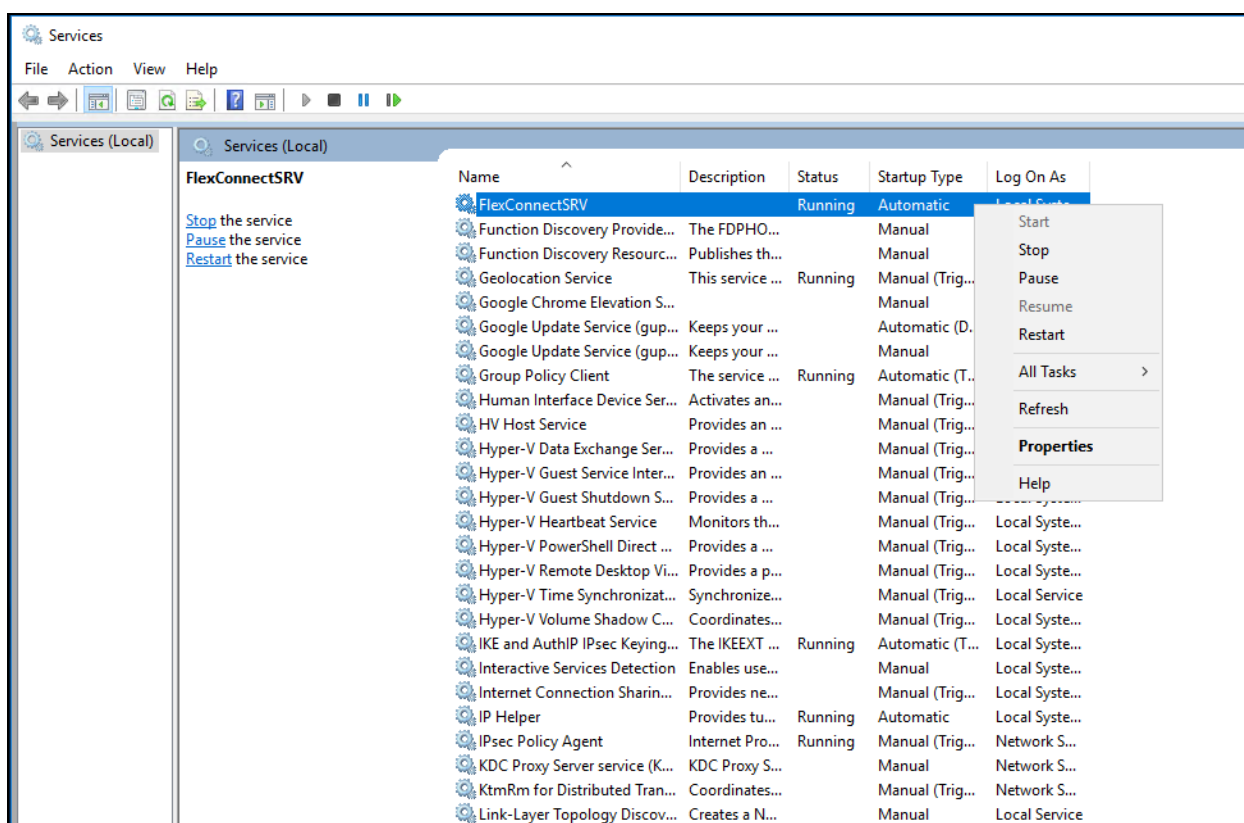 Services
File Action View Help
Services (Local)
Services (Local)
FlexConnectSRV
Stop the service
Pause the service
Restart the service
Name Description Status Startup Type Log On As
FlexConnectSRV Running Automatic
Function Discovery Provide... The FDPHO... Manual
Function Discovery Resourc... Publishes th... Manual
Geolocation Service This service ... Running Manual (Trig...
Google Chrome Elevation S... Manual
Google Update Service (gup... Keeps your ... Automatic (D.
Google Update Service (gup... Keeps your ... Manual
Group Policy Client The service ... Running Automatic (T..
Human Interface Device Ser... Activates an... Manual (Trig...
HV Host Service Provides an ... Manual (Trig...
Hyper-V Data Exchange Ser... Provides a ... Manual (Trig...
Hyper-V Guest Service Inter... Provides an ... Manual (Trig...
Hyper-V Guest Shutdown S... Provides a ... Manual (Trig...
Hyper-V Heartbeat Service Monitors th... Manual (Trig... Local Syste...
Hyper-V PowerShell Direct ... Provides a ... Manual (Trig... Local Syste...
Hyper-V Remote Desktop Vi... Provides a p... Manual (Trig... Local Syste...
Hyper-V Time Synchronizat... Synchronize... Manual (Trig... Local Service
Hyper-V Volume Shadow C... Coordinates... Manual (Trig... Local Syste...
IKE and AuthIP IPsec Keying... The IKEEXT ... Running Automatic (T... Local Syste...
Interactive Services Detection Enables use... Manual Local Syste...
Internet Connection Sharin... Provides ne... Manual (Trig... Local Syste...
IP Helper Provides tu... Running Automatic Local Syste...
IPsec Policy Agent Internet Pro... Running Manual (Trig... Network S...
KDC Proxy Server service (K... KDC Proxy S... Manual Network S...
KtmRm for Distributed Tran... Coordinates... Manual (Trig... Network S...
Link-Layer Topology Discov... Creates a N... Manual Local Service
Start
Stop
Pause
Resume
Restart
All Tasks
Refresh
Properties
Help